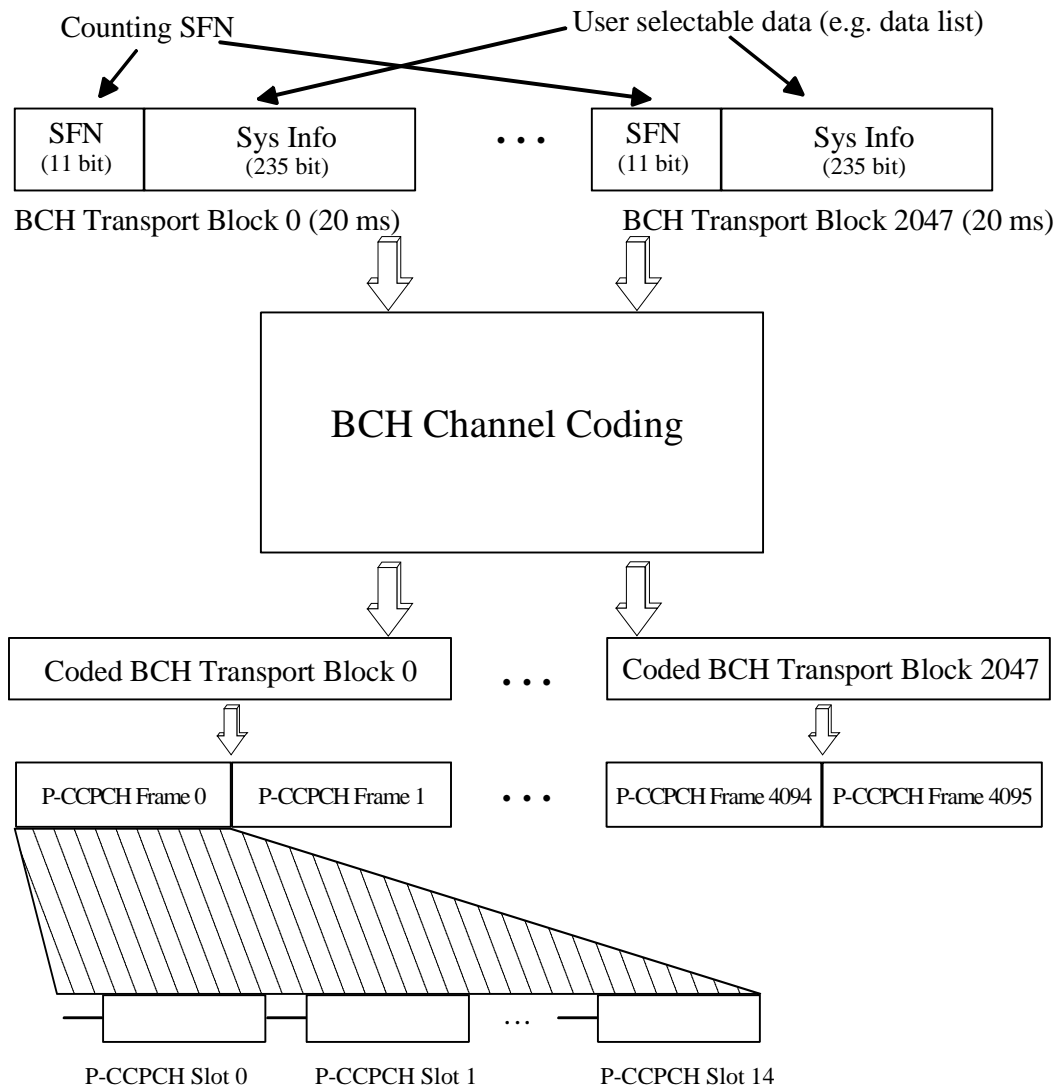 Counting SFN
User selectable data (e.g. data list)
SFN
(11 bit)
Sys Info
(235 bit)
...
SFN
(11 bit)
Sys Info
(235 bit)
BCH Transport Block 0 (20 ms)
BCH Transport Block 2047 (20 ms)
BCH Channel Coding
Coded BCH Transport Block 0
...
Coded BCH Transport Block 2047
P-CCPCH Frame 0
P-CCPCH Frame 1
...
P-CCPCH Frame 4094
P-CCPCH Frame 4095
...
P-CCPCH Slot 0
P-CCPCH Slot 1
P-CCPCH Slot 14